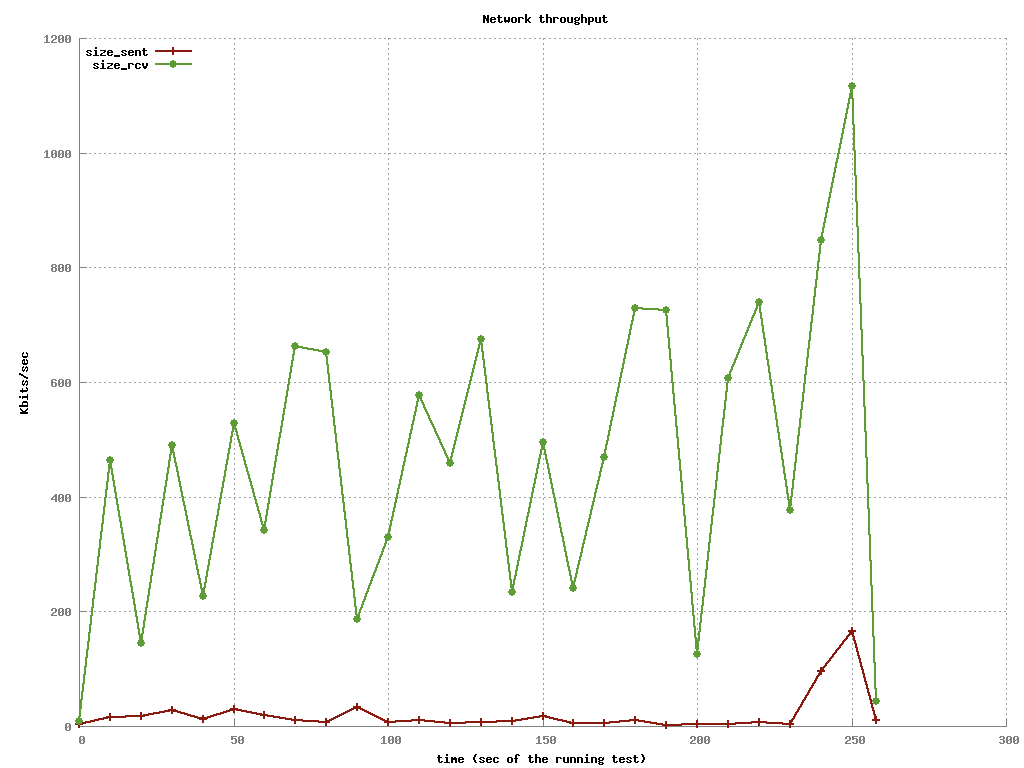 Network throughput
size_sent
size_rcv
1200
1000
800
600
400
200
0
Kbits/sec
0 50 100 150 200 250 300
time (sec of the running test)